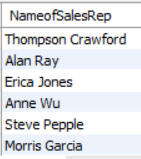 NameofSalesRep
Thompson Crawford
Alan Ray
Erica Jones
Anne Wu
Steve Pepple
Morris Garcia